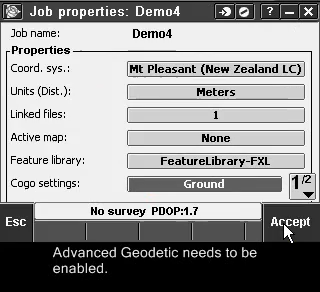 Job properties: Demo4
? – ×
Job name: Demo4
Properties
Coord. sys.: Mt Pleasant (New Zealand LC)
Units (Dist.): Meters
Linked files: 1
Active map: None
Feature library: FeatureLibrary-FXL
Cogo settings: Ground
1/2
Esc
No survey PDOP:1.7
Accept
Advanced Geodetic needs to be
enabled.